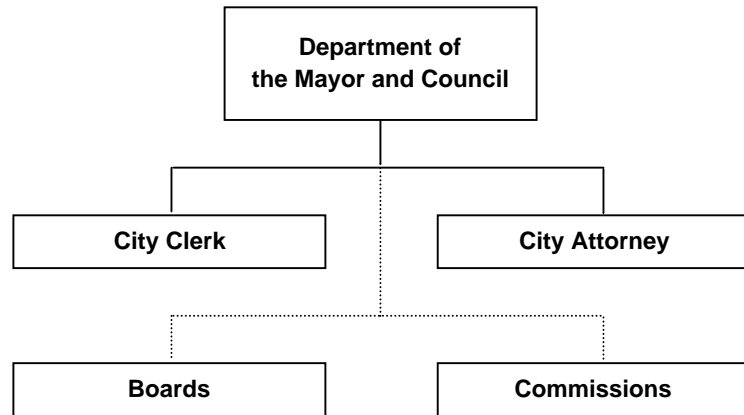 Department of
the Mayor and Council
City Clerk
City Attorney
Boards
Commissions